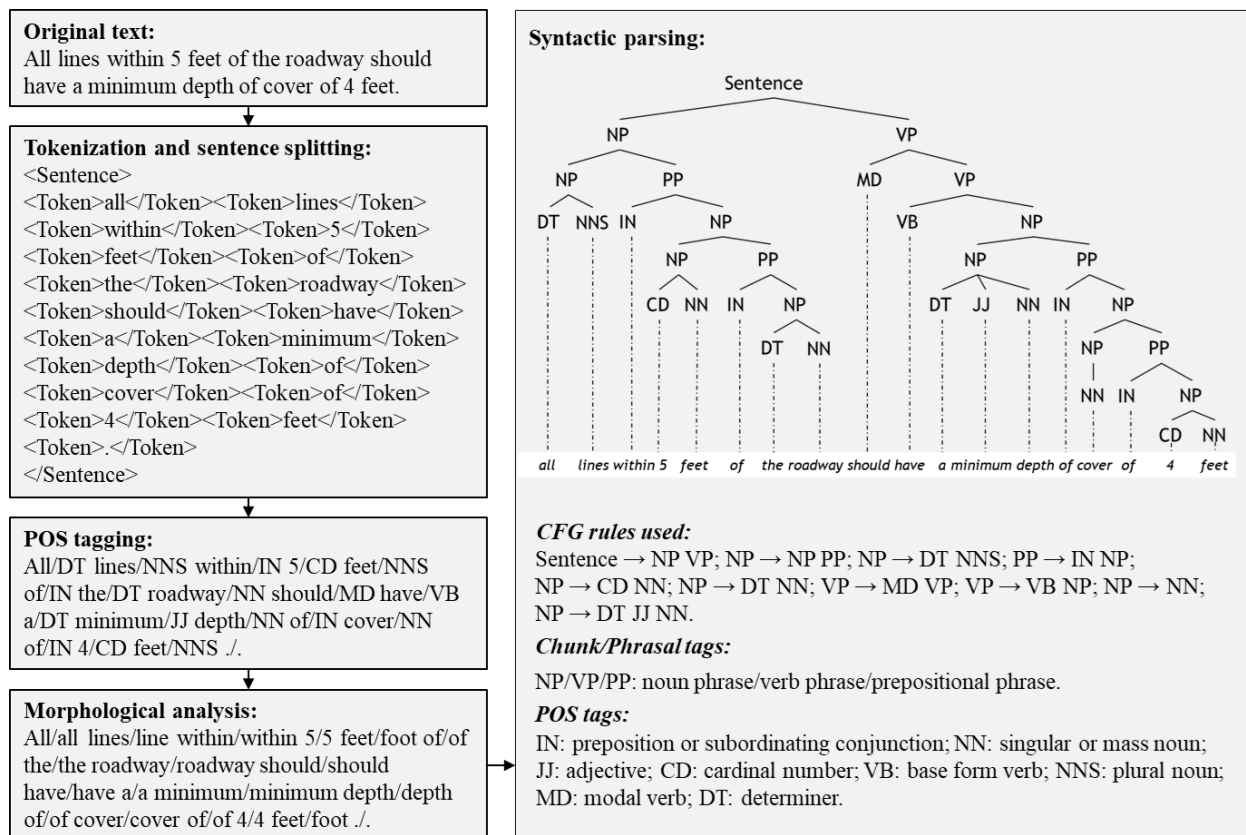 Original text:
All lines within 5 feet of the roadway should
have a minimum depth of cover of 4 feet.
Tokenization and sentence splitting:
<Sentence>
<Token>all</Token><Token>lines</Token>
<Token>within</Token><Token>5</Token>
<Token>feet</Token><Token>of</Token>
<Token>the</Token><Token>roadway</Token>
<Token>should</Token><Token>have</Token>
<Token>a</Token><Token>minimum</Token>
<Token>depth</Token><Token>of</Token>
<Token>cover</Token><Token>of</Token>
<Token>4</Token><Token>feet</Token>
<Token>.</Token>
</Sentence>
POS tagging:
All/DT lines/NNS within/IN 5/CD feet/NNS
of/IN the/DT roadway/NN should/MD have/VB
a/DT minimum/JJ depth/NN of/IN cover/NN
of/IN 4/CD feet/NNS ./.
Morphological analysis:
All/all lines/line within/within 5/5 feet/foot of/of
the/the roadway/roadway should/should
have/have a/a minimum/minimum depth/depth
of/of cover/cover of/of 4/4 feet/foot ./.
Syntactic parsing:
Sentence
NP VP
NP PP MD VP
DT NNS IN NP VB NP
NP PP NP PP
CD NN IN NP DT JJ NN IN NP
DT NN NP PP
NN IN NP
CD NN
all lines within 5 feet of the roadway should have a minimum depth of cover of 4 feet
CFG rules used:
Sentence → NP VP; NP → NP PP; NP → DT NNS; PP → IN NP;
NP → CD NN; NP → DT NN; VP → MD VP; VP → VB NP; NP → NN;
NP → DT JJ NN.
Chunk/Phrasal tags:
NP/VP/PP: noun phrase/verb phrase/prepositional phrase.
POS tags:
IN: preposition or subordinating conjunction; NN: singular or mass noun;
JJ: adjective; CD: cardinal number; VB: base form verb; NNS: plural noun;
MD: modal verb; DT: determiner.